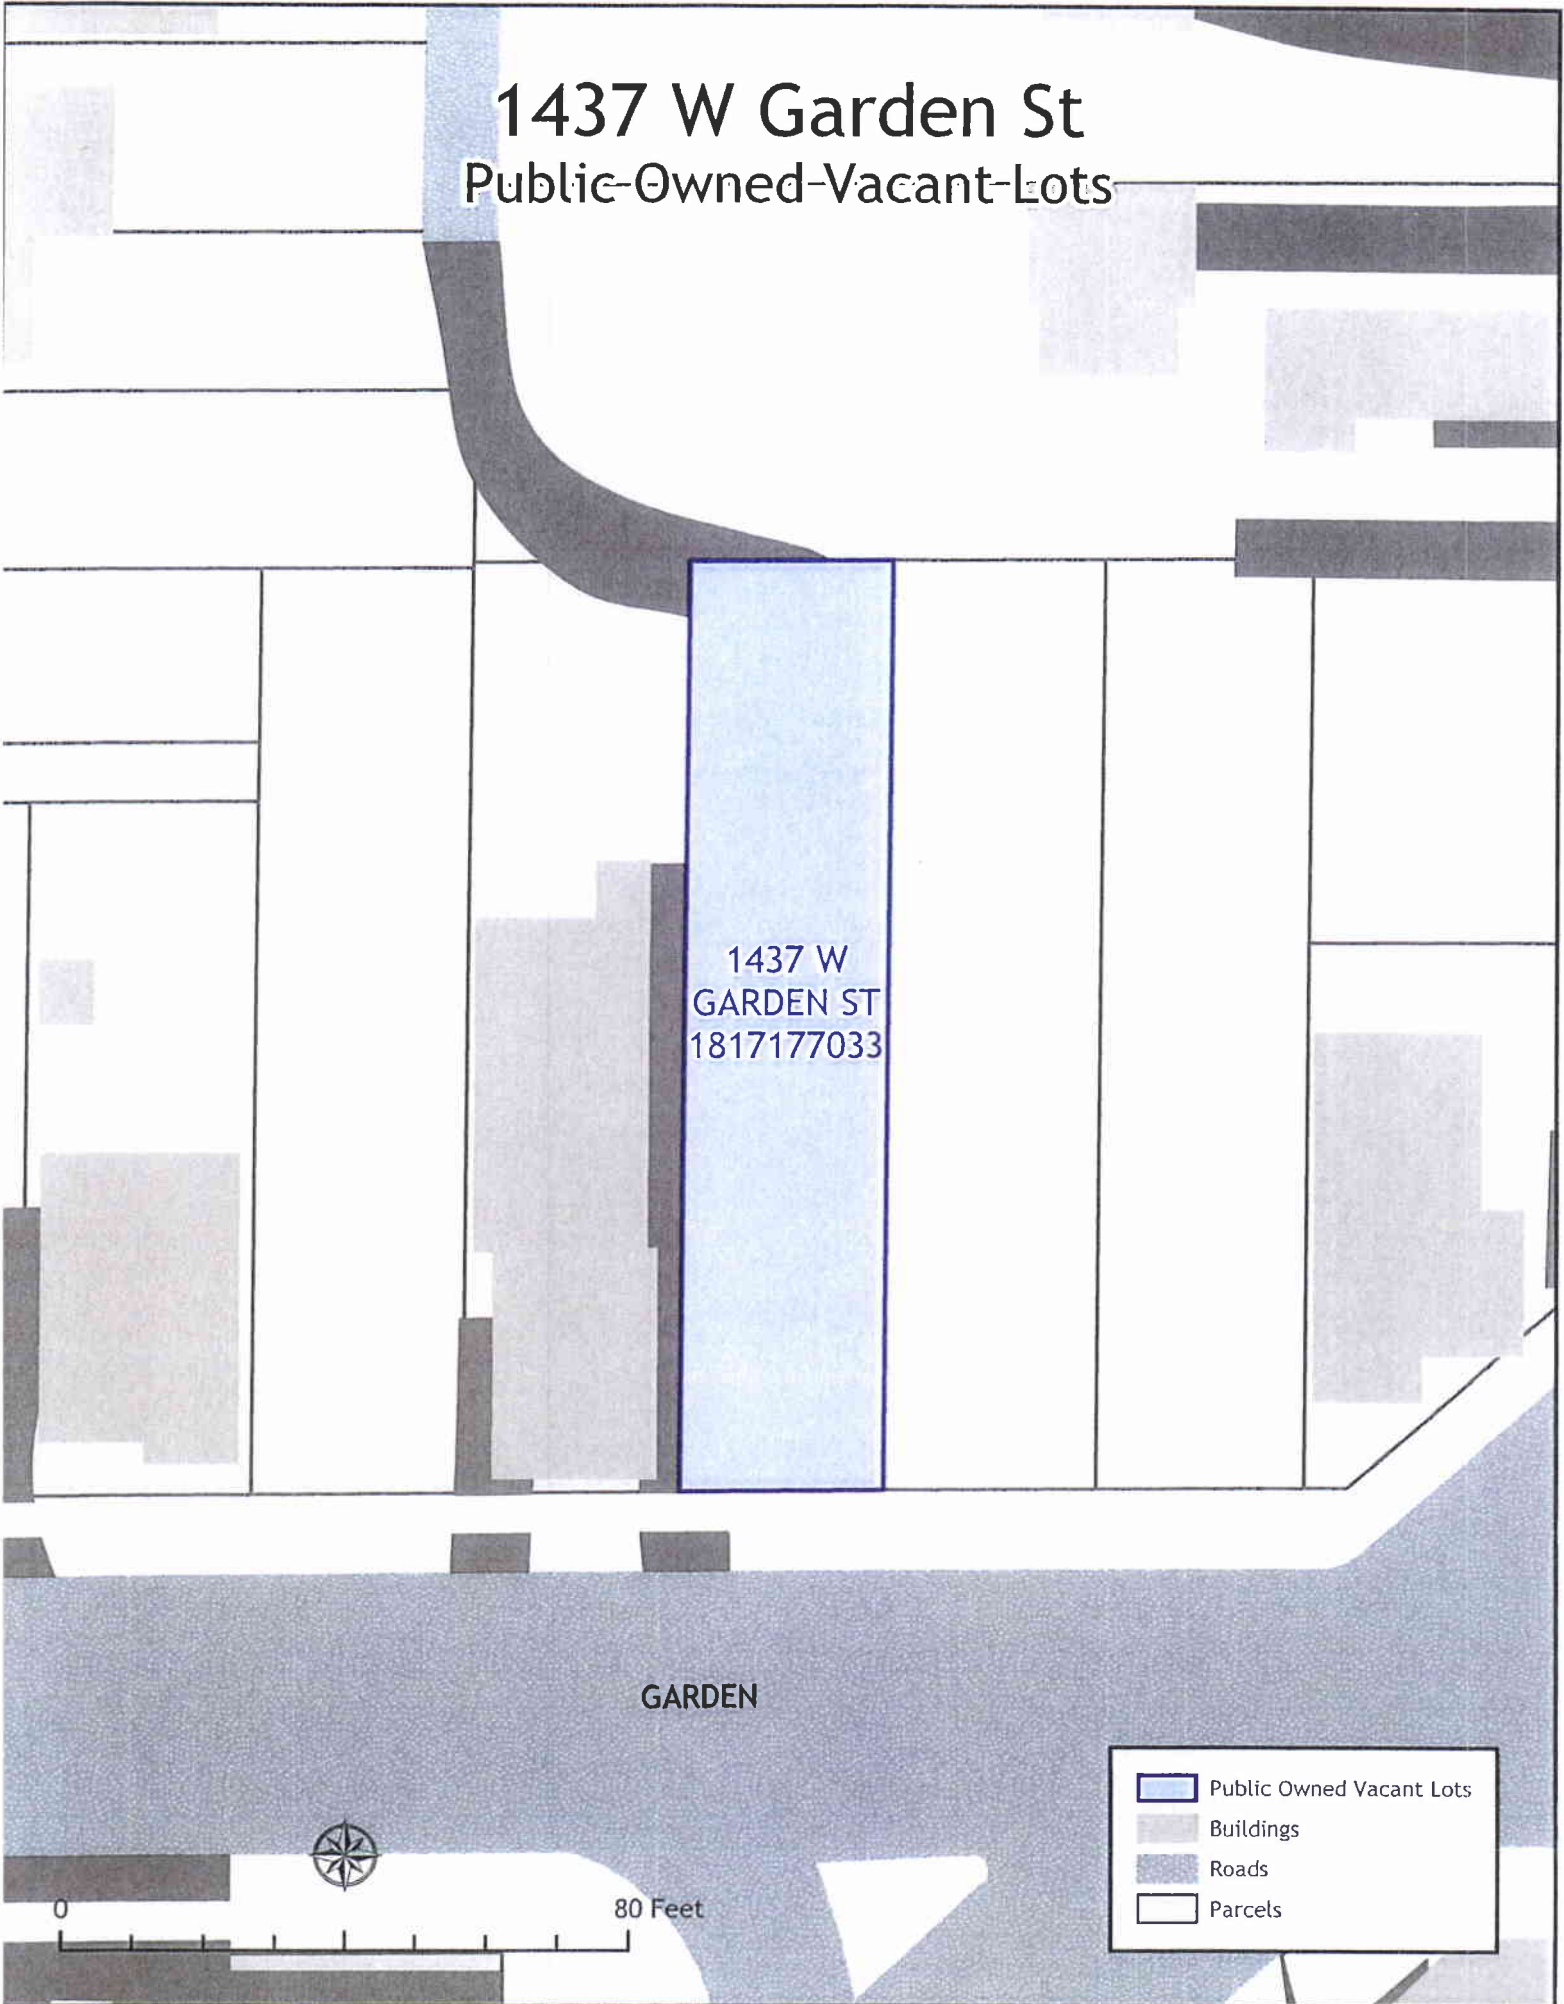 1437 W Garden St
Public-Owned-Vacant-Lots
1437 W
GARDEN ST
1817177033
GARDEN
Public Owned Vacant Lots
Buildings
Roads
Parcels
0
80 Feet